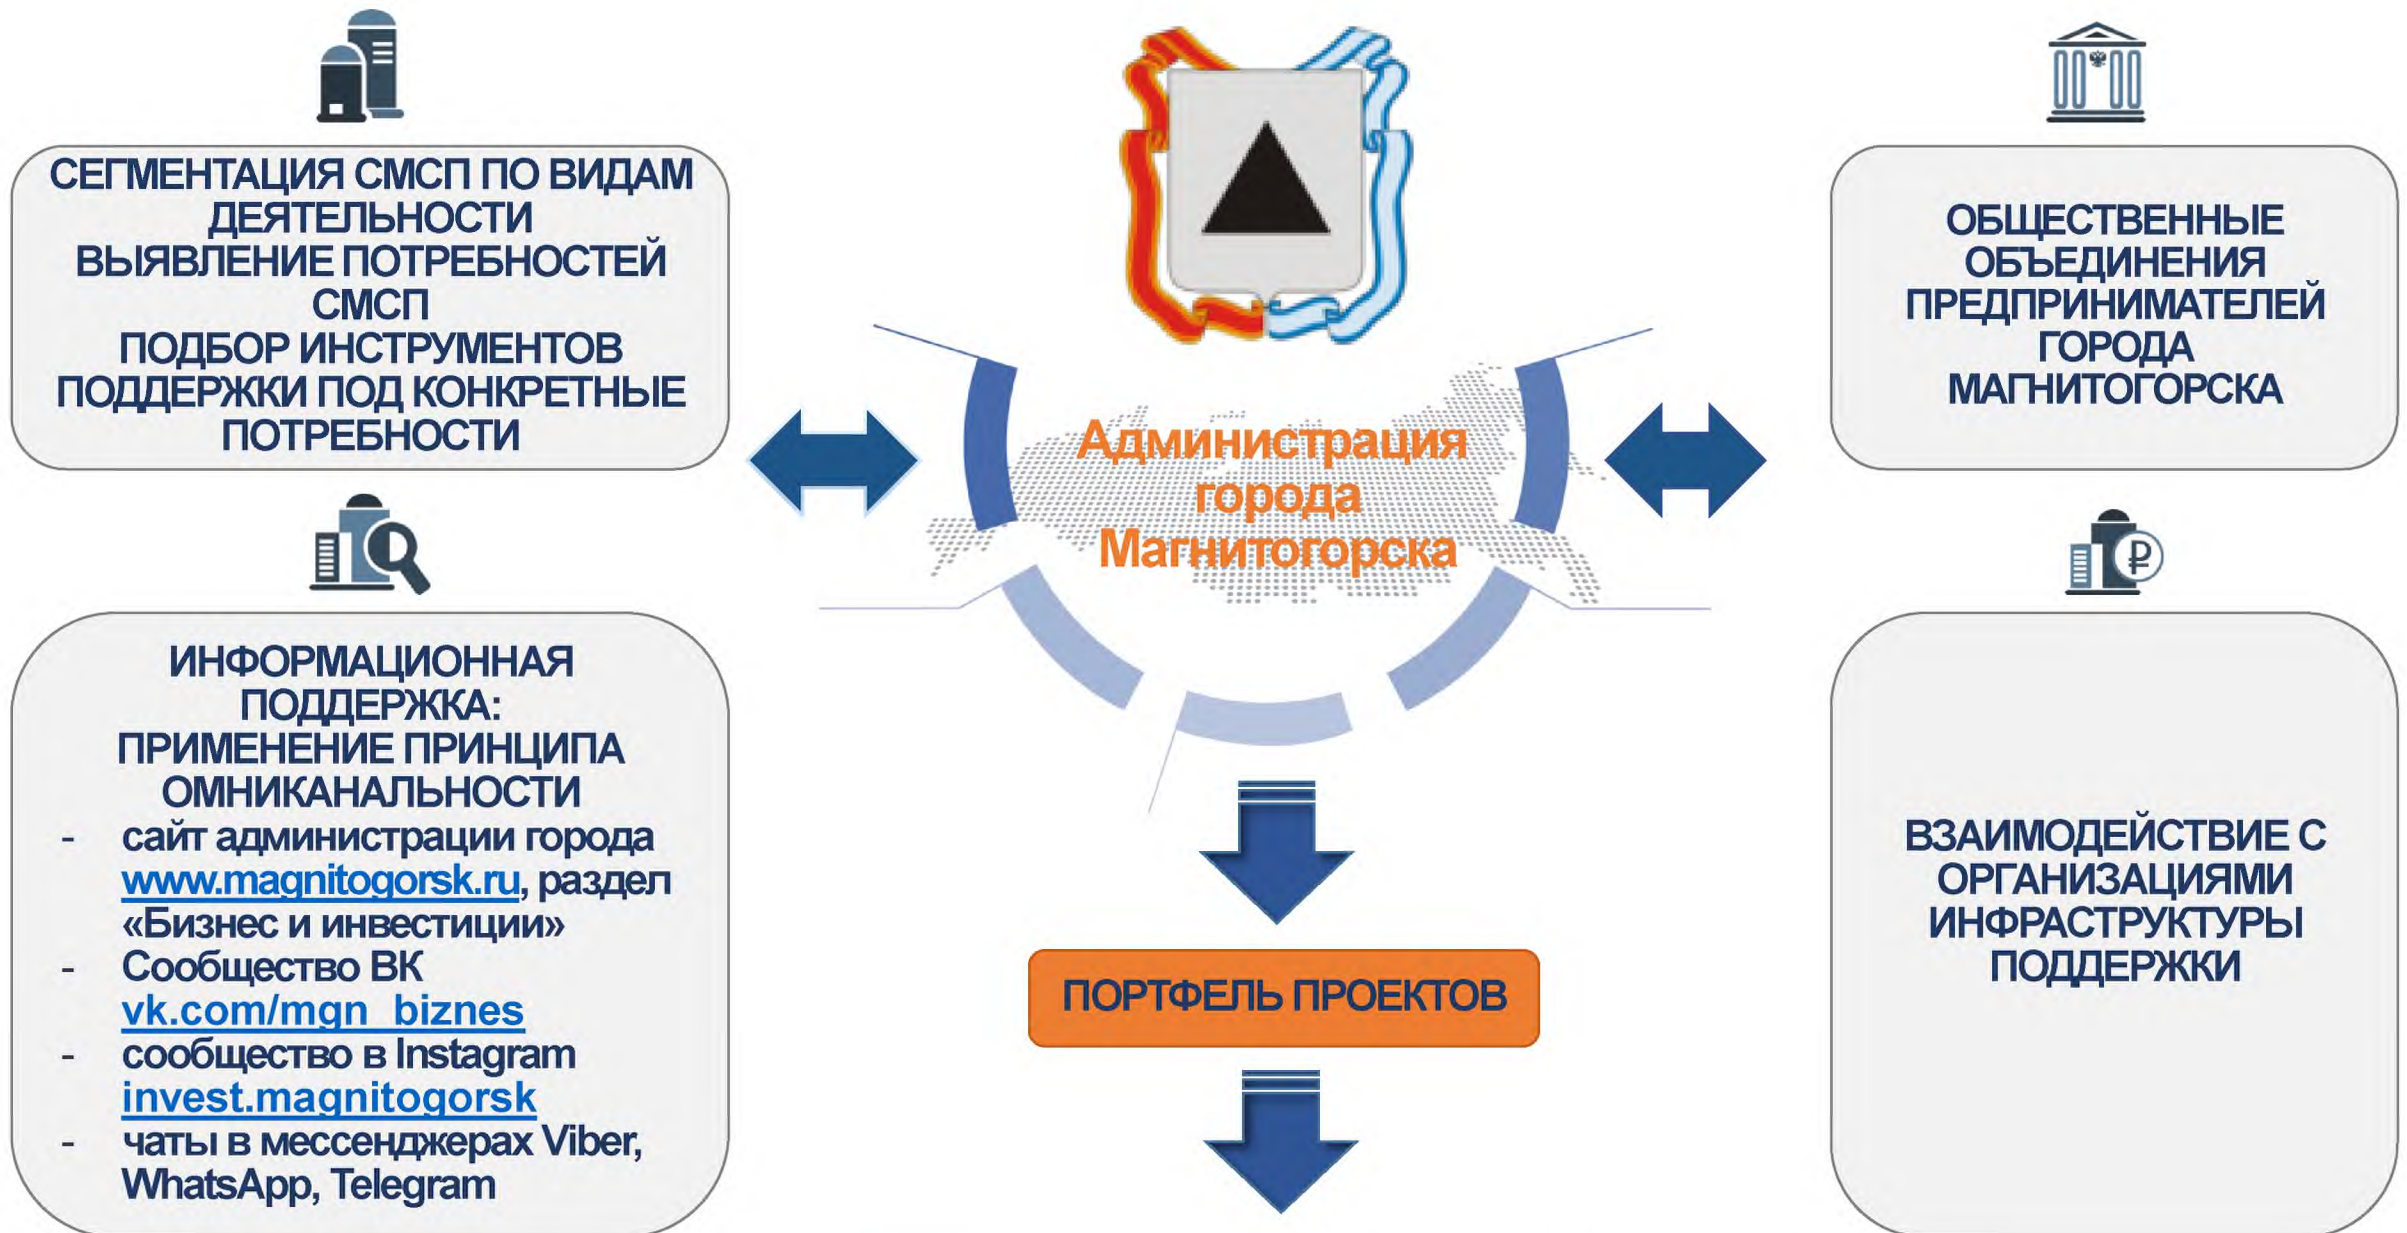 СЕГМЕНТАЦИЯ СМСП ПО ВИДАМ
ДЕЯТЕЛЬНОСТИ
ВЫЯВЛЕНИЕ ПОТРЕБНОСТЕЙ
СМСП
ПОДБОР ИНСТРУМЕНТОВ
ПОДДЕРЖКИ ПОД КОНКРЕТНЫЕ
ПОТРЕБНОСТИ
ИНФОРМАЦИОННАЯ
ПОДДЕРЖКА:
ПРИМЕНЕНИЕ ПРИНЦИПА
ОМНИКАНАЛЬНОСТИ
- сайт администрации города
www.magnitogorsk.ru, раздел
«Бизнес и инвестиции»
- Сообщество ВК
vk.com/mgn_biznes
- сообщество в Instagram
invest.magnitogorsk
- чаты в мессенджерах Viber,
WhatsApp, Telegram
Администрация
города
Магнитогорска
ПОРТФЕЛЬ ПРОЕКТОВ
ОБЩЕСТВЕННЫЕ
ОБЪЕДИНЕНИЯ
ПРЕДПРИНИМАТЕЛЕЙ
ГОРОДА
МАГНИТОГОРСКА
ВЗАИМОДЕЙСТВИЕ С
ОРГАНИЗАЦИЯМИ
ИНФРАСТРУКТУРЫ
ПОДДЕРЖКИ